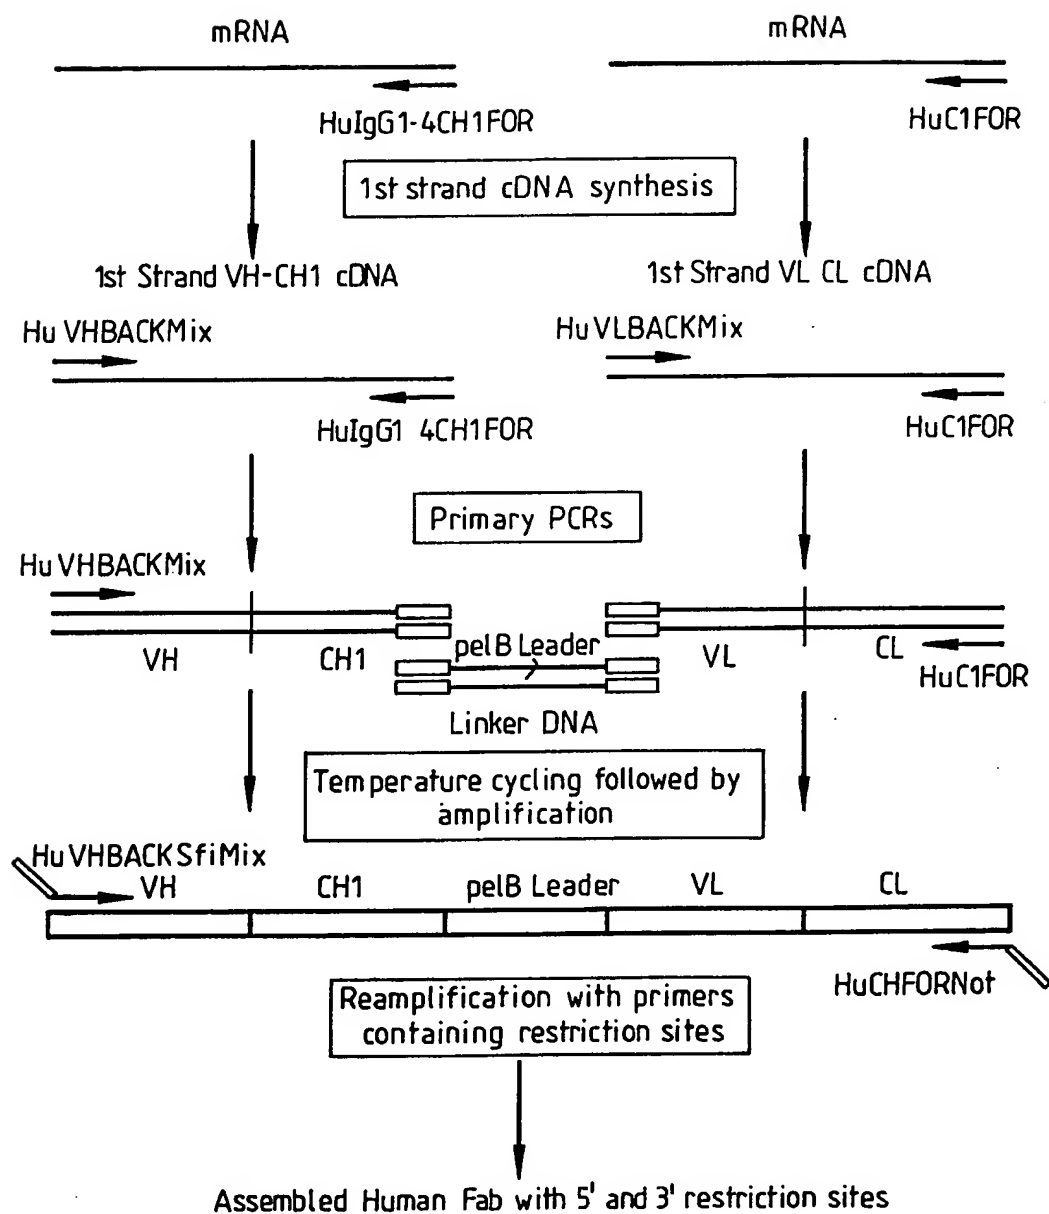 mRNA
mRNA
HuIgG1-4CH1FOR
HuC1FOR
1st strand cDNA synthesis
1st Strand VH-CH1 cDNA
1st Strand VL CL cDNA
Hu VHBACKMix
Hu VLBACKMix
HuIgG1 4CH1FOR
HuC1FOR
Primary PCRs
Hu VHBACKMix
VH
CH1
pelB Leader
VL
CL
HuC1FOR
Linker DNA
Temperature cycling followed by
amplification
Hu VHBACKSfiMix
VH
CH1
pelB Leader
VL
CL
HuCHFORNot
Reamplification with primers
containing restriction sites
Assembled Human Fab with 5' and 3' restriction sites